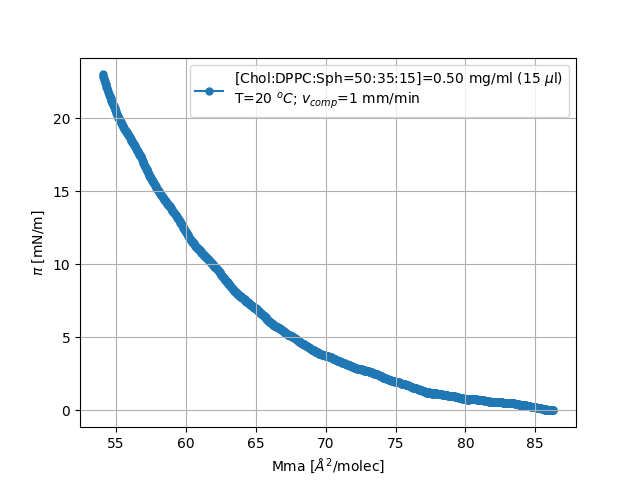 [Chol:DPPC:Sph=50:35:15]=0.50 mg/ml (15 μl)
T=20 °C; v_comp=1 mm/min
π [mN/m]
20
15
10
5
0
55 60 65 70 75 80 85
Mma [Å²/molec]